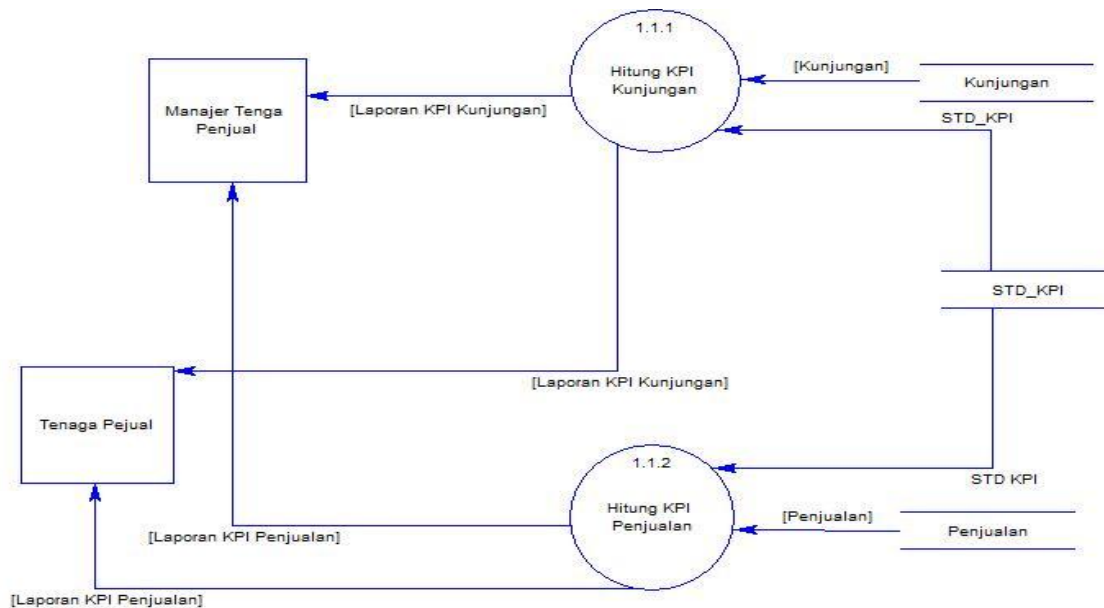 1.1.1
Hitung KPI
Kunjungan
[Kunjungan]
Kunjungan
Manajer Tenga
Penjual
[Laporan KPI Kunjungan]
STD_KPI
STD_KPI
[Laporan KPI Kunjungan]
Tenaga Pejual
1.1.2
Hitung KPI
Penjualan
STD KPI
[Penjualan]
Penjualan
[Laporan KPI Penjualan]
[Laporan KPI Penjualan]